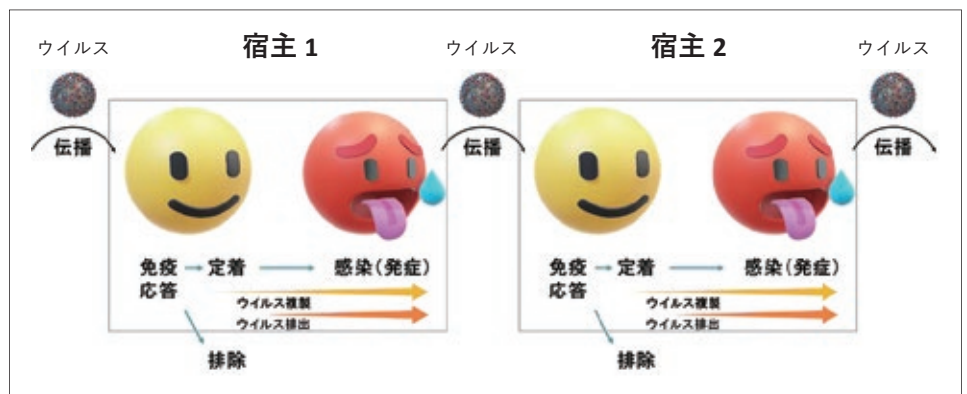 ウイルス
宿主 1
ウイルス
宿主 2
ウイルス
伝播
伝播
伝播
免疫
応答
定着
感染(発症)
ウイルス複製
ウイルス排出
排除
免疫
応答
定着
感染(発症)
ウイルス複製
ウイルス排出
排除